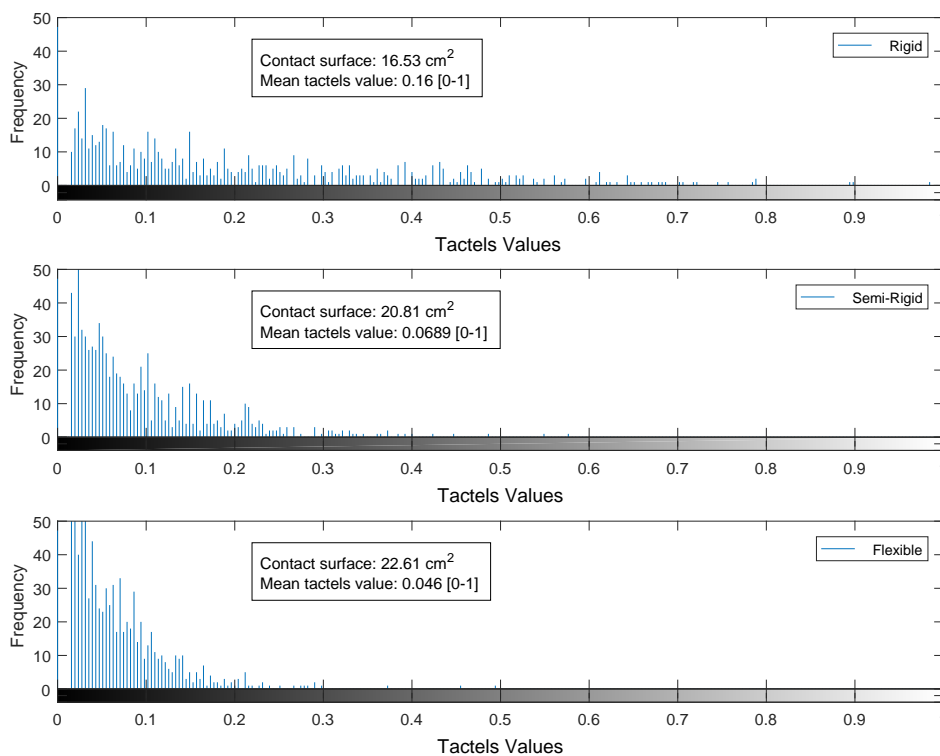 50
40
30
20
10
0
Frequency
Contact surface: 16.53 cm²
Mean tactels value: 0.16 [0-1]
Rigid
0 0.1 0.2 0.3 0.4 0.5 0.6 0.7 0.8 0.9
Tactels Values
50
40
30
20
10
0
Frequency
Contact surface: 20.81 cm²
Mean tactels value: 0.0689 [0-1]
Semi-Rigid
0 0.1 0.2 0.3 0.4 0.5 0.6 0.7 0.8 0.9
Tactels Values
50
40
30
20
10
0
Frequency
Contact surface: 22.61 cm²
Mean tactels value: 0.046 [0-1]
Flexible
0 0.1 0.2 0.3 0.4 0.5 0.6 0.7 0.8 0.9
Tactels Values